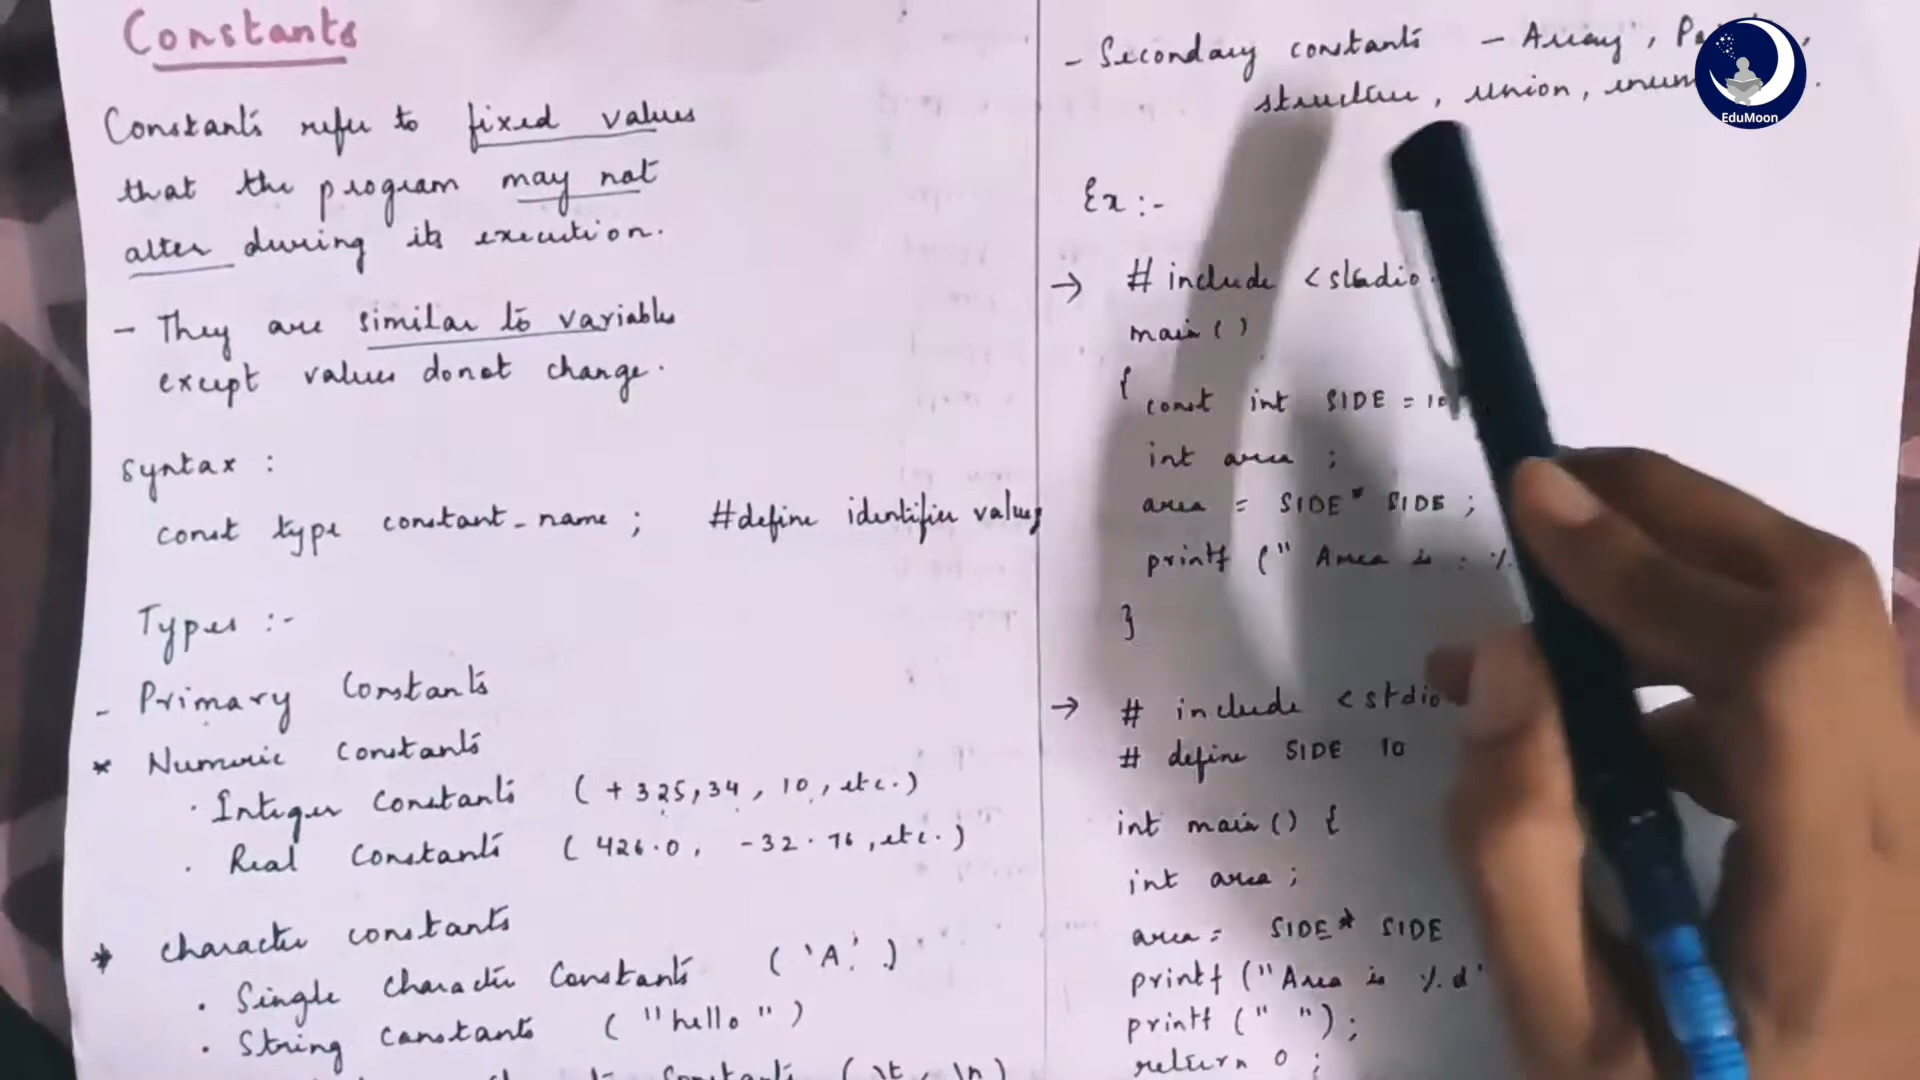 Constants
Constants refer to fixed values
that the program may not
alter during its execution.
- They are similar to variables
except values donot change.
Syntax :
const type constant_name ; #define identifier value;
Types :-
- Primary Constants
* Numeric constants
. Integer Constants ( +325,34, 10, etc.)
. Real Constants ( 426.0, -32.76, etc.)
* character constants
. Single character Constants ( 'A' )
. String constants ( "hello" )
Constants ( \t, \n )
- Secondary constants - Array,
structure, union,
EduMoon
Ex :-
→ # include <stdio.
main ( )
{
const int SIDE = 10
int area ;
area = SIDE * SIDE ;
printf (" Area is : %
}
→ # include <stdio
# define SIDE 10
int main () {
int area ;
area = SIDE * SIDE
printf ("Area is %d"
printf (" ");
return 0 ;